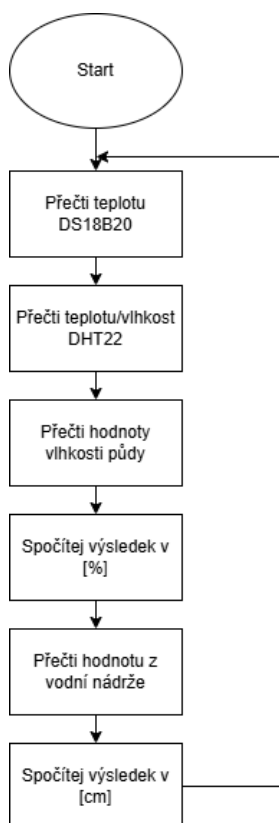 Start
Přečti teplotu
DS18B20
Přečti teplotu/vlhkost
DHT22
Přečti hodnoty
vlhkosti půdy
Spočítej výsledek v
[%]
Přečti hodnotu z
vodní nádrže
Spočítej výsledek v
[cm]